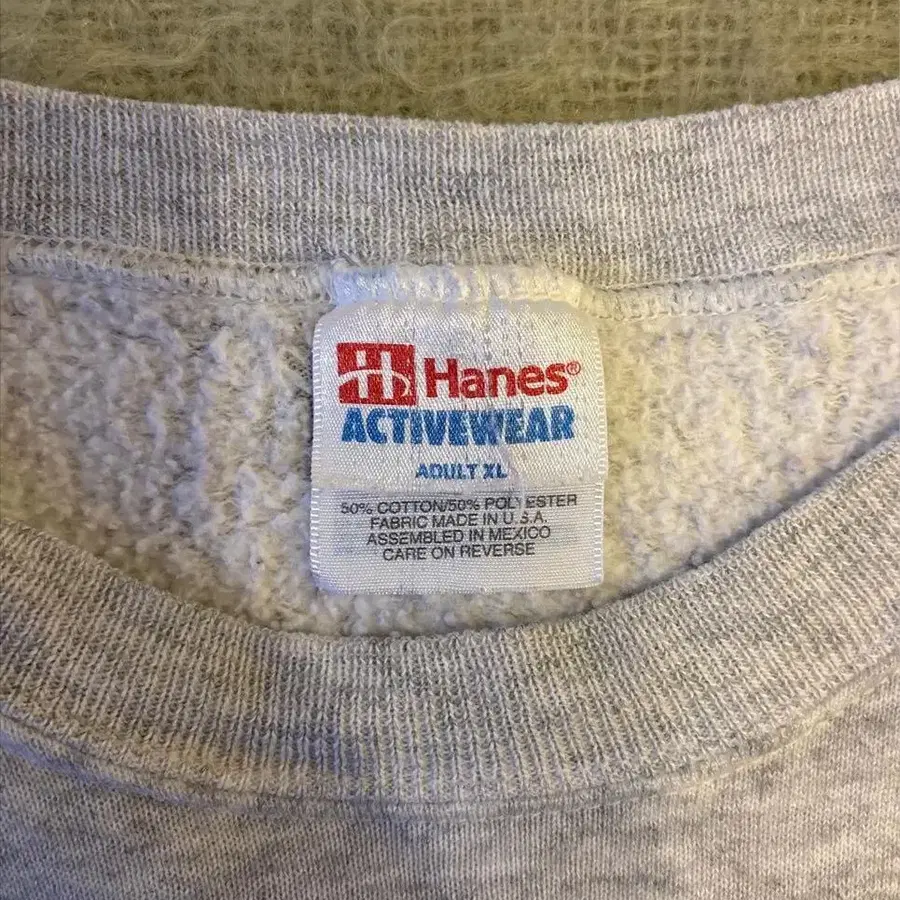 Hanes®
ACTIVEWEAR
ADULT XL
50% COTTON/50% POLYESTER
FABRIC MADE IN U.S.A.
ASSEMBLED IN MEXICO
CARE ON REVERSE